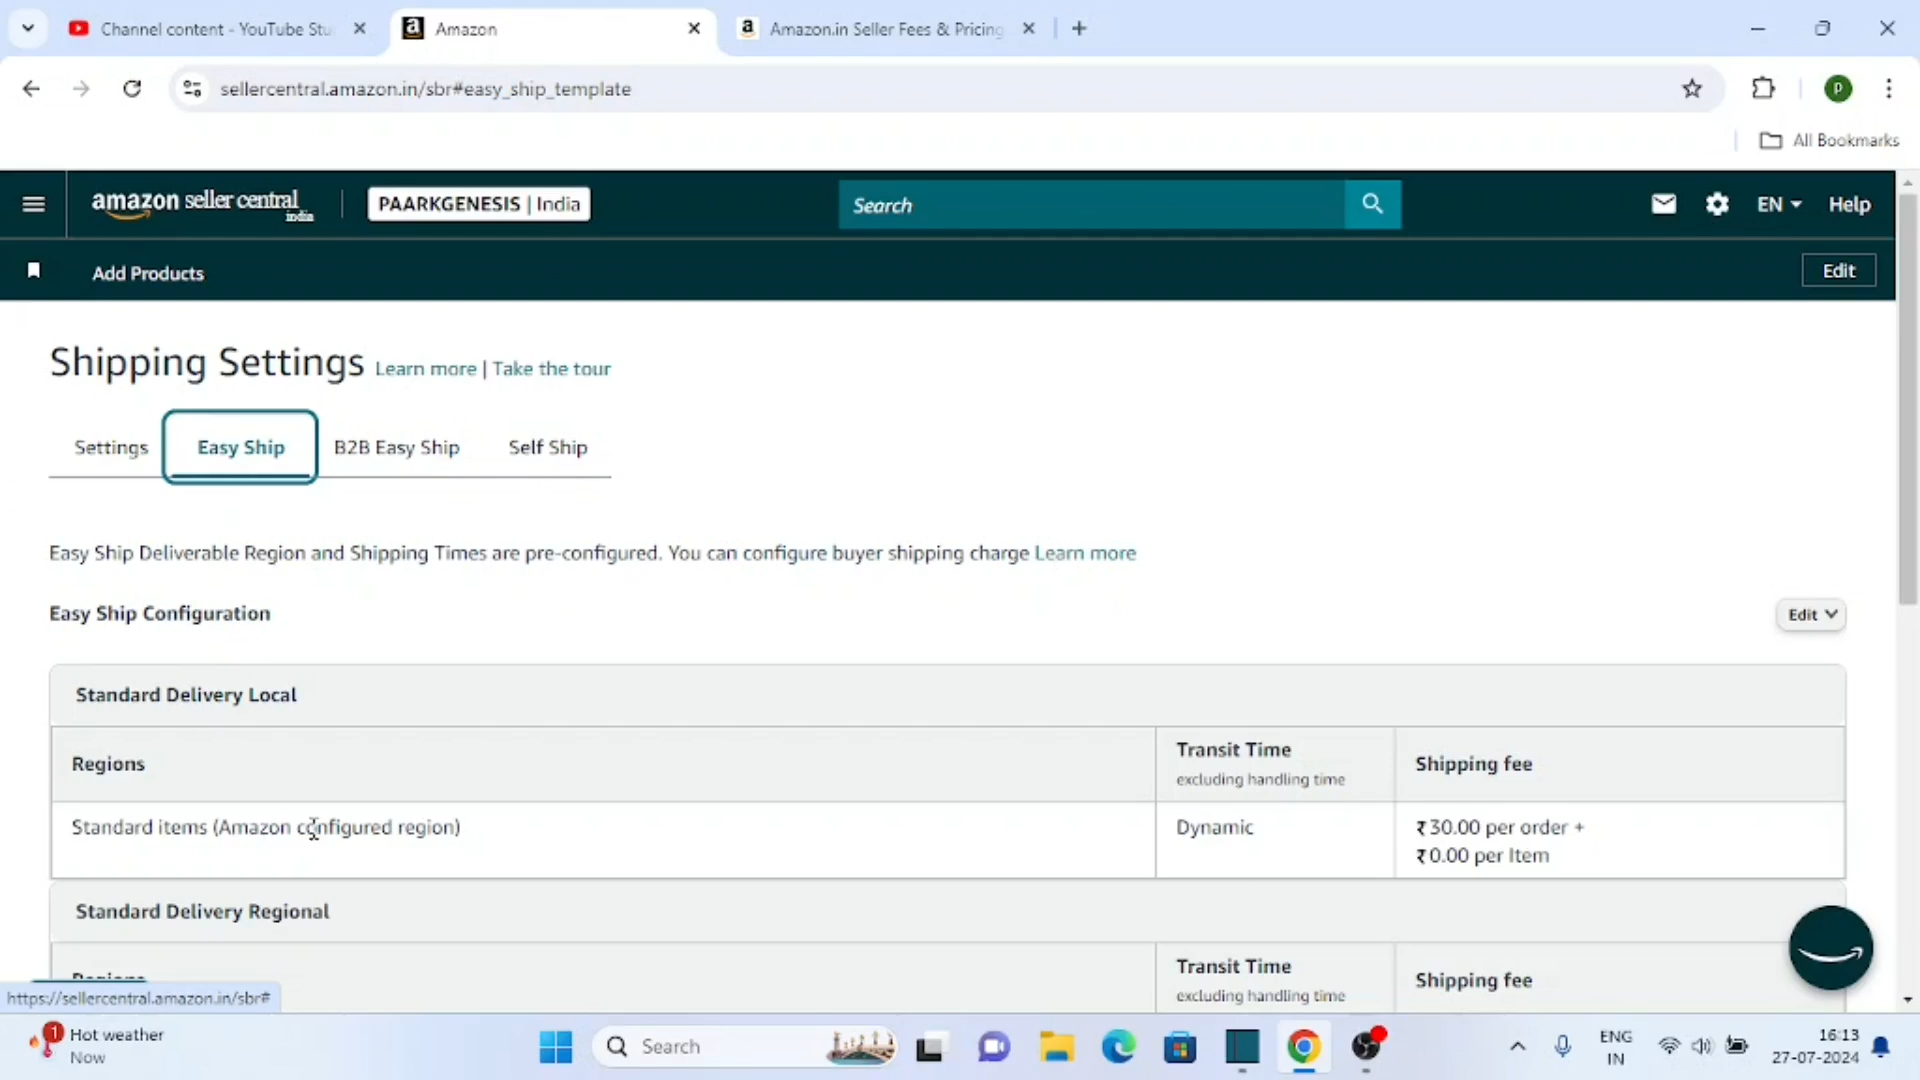 Channel content - YouTube Stu
Amazon
Amazon.in Seller Fees & Pricing
sellercentral.amazon.in/sbr#easy_ship_template
P
All Bookmarks
amazon seller central
india
PAARKGENESIS | India
Search
EN
Help
Add Products
Edit
Shipping Settings Learn more | Take the tour
Settings
Easy Ship
B2B Easy Ship
Self Ship
Easy Ship Deliverable Region and Shipping Times are pre-configured. You can configure buyer shipping charge Learn more
Easy Ship Configuration
Edit
Standard Delivery Local
Regions
Transit Time
excluding handling time
Shipping fee
Standard items (Amazon configured region)
Dynamic
₹30.00 per order +
₹0.00 per Item
Standard Delivery Regional
Regions
Transit Time
excluding handling time
Shipping fee
https://sellercentral.amazon.in/sbr#
1
Hot weather
Now
Search
ENG
IN
16:13
27-07-2024